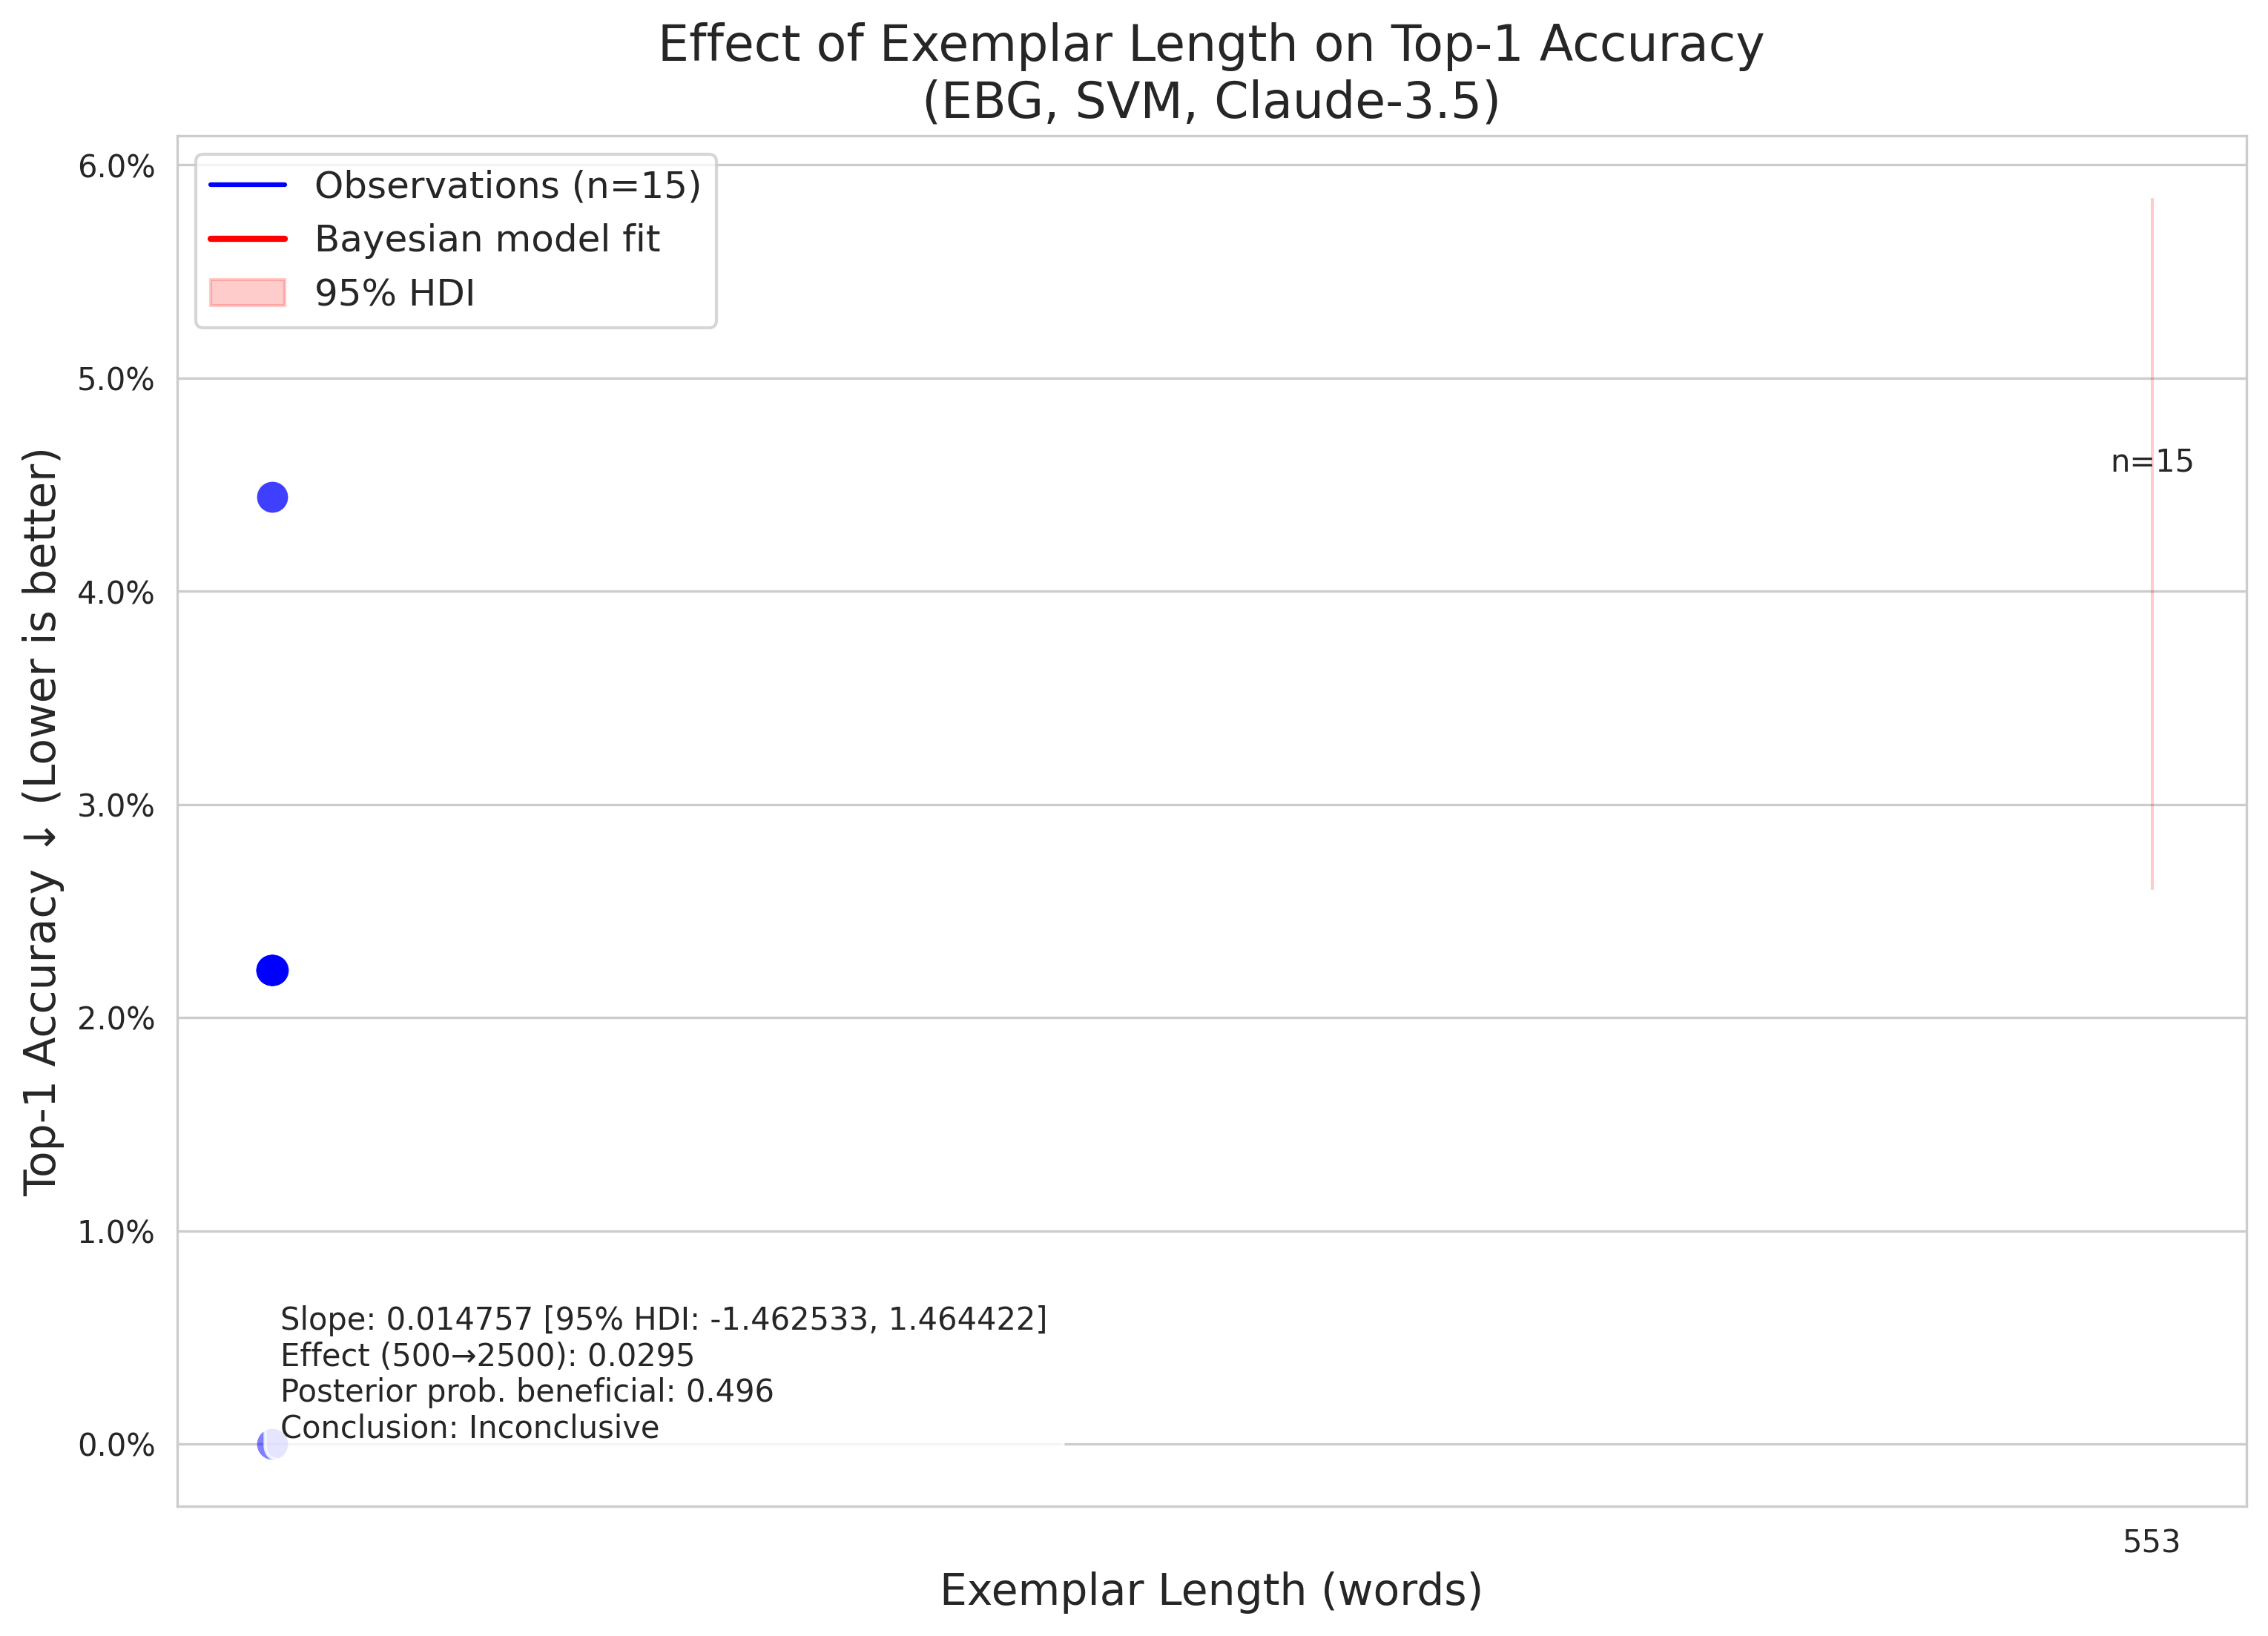 Effect of Exemplar Length on Top-1 Accuracy
(EBG, SVM, Claude-3.5)
6.0%
5.0%
4.0%
3.0%
2.0%
1.0%
0.0%
Top-1 Accuracy ↓ (Lower is better)
Observations (n=15)
Bayesian model fit
95% HDI
n=15
Slope: 0.014757 [95% HDI: -1.462533, 1.464422]
Effect (500→2500): 0.0295
Posterior prob. beneficial: 0.496
Conclusion: Inconclusive
553
Exemplar Length (words)